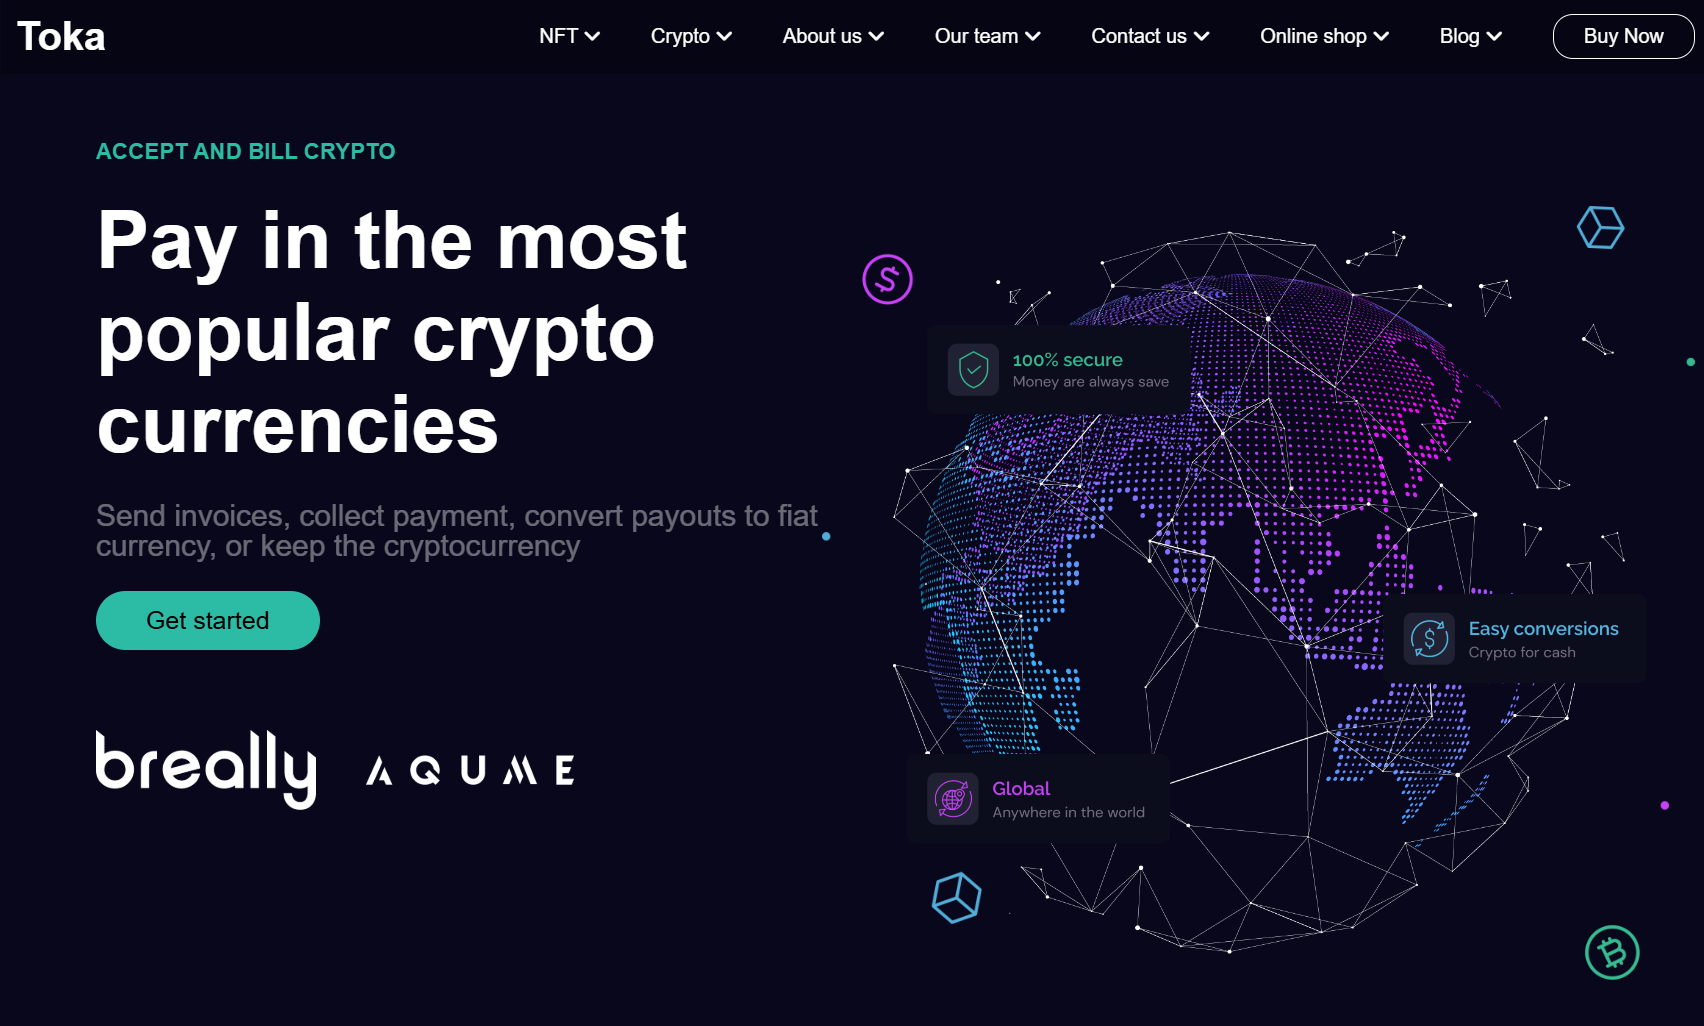 Toka
NFT
Crypto
About us
Our team
Contact us
Online shop
Blog
Buy Now
ACCEPT AND BILL CRYPTO
Pay in the most
popular crypto
currencies
Send invoices, collect payment, convert payouts to fiat
currency, or keep the cryptocurrency
Get started
breally
AQUME
100% secure
Money are always save
Easy conversions
Crypto for cash
Global
Anywhere in the world